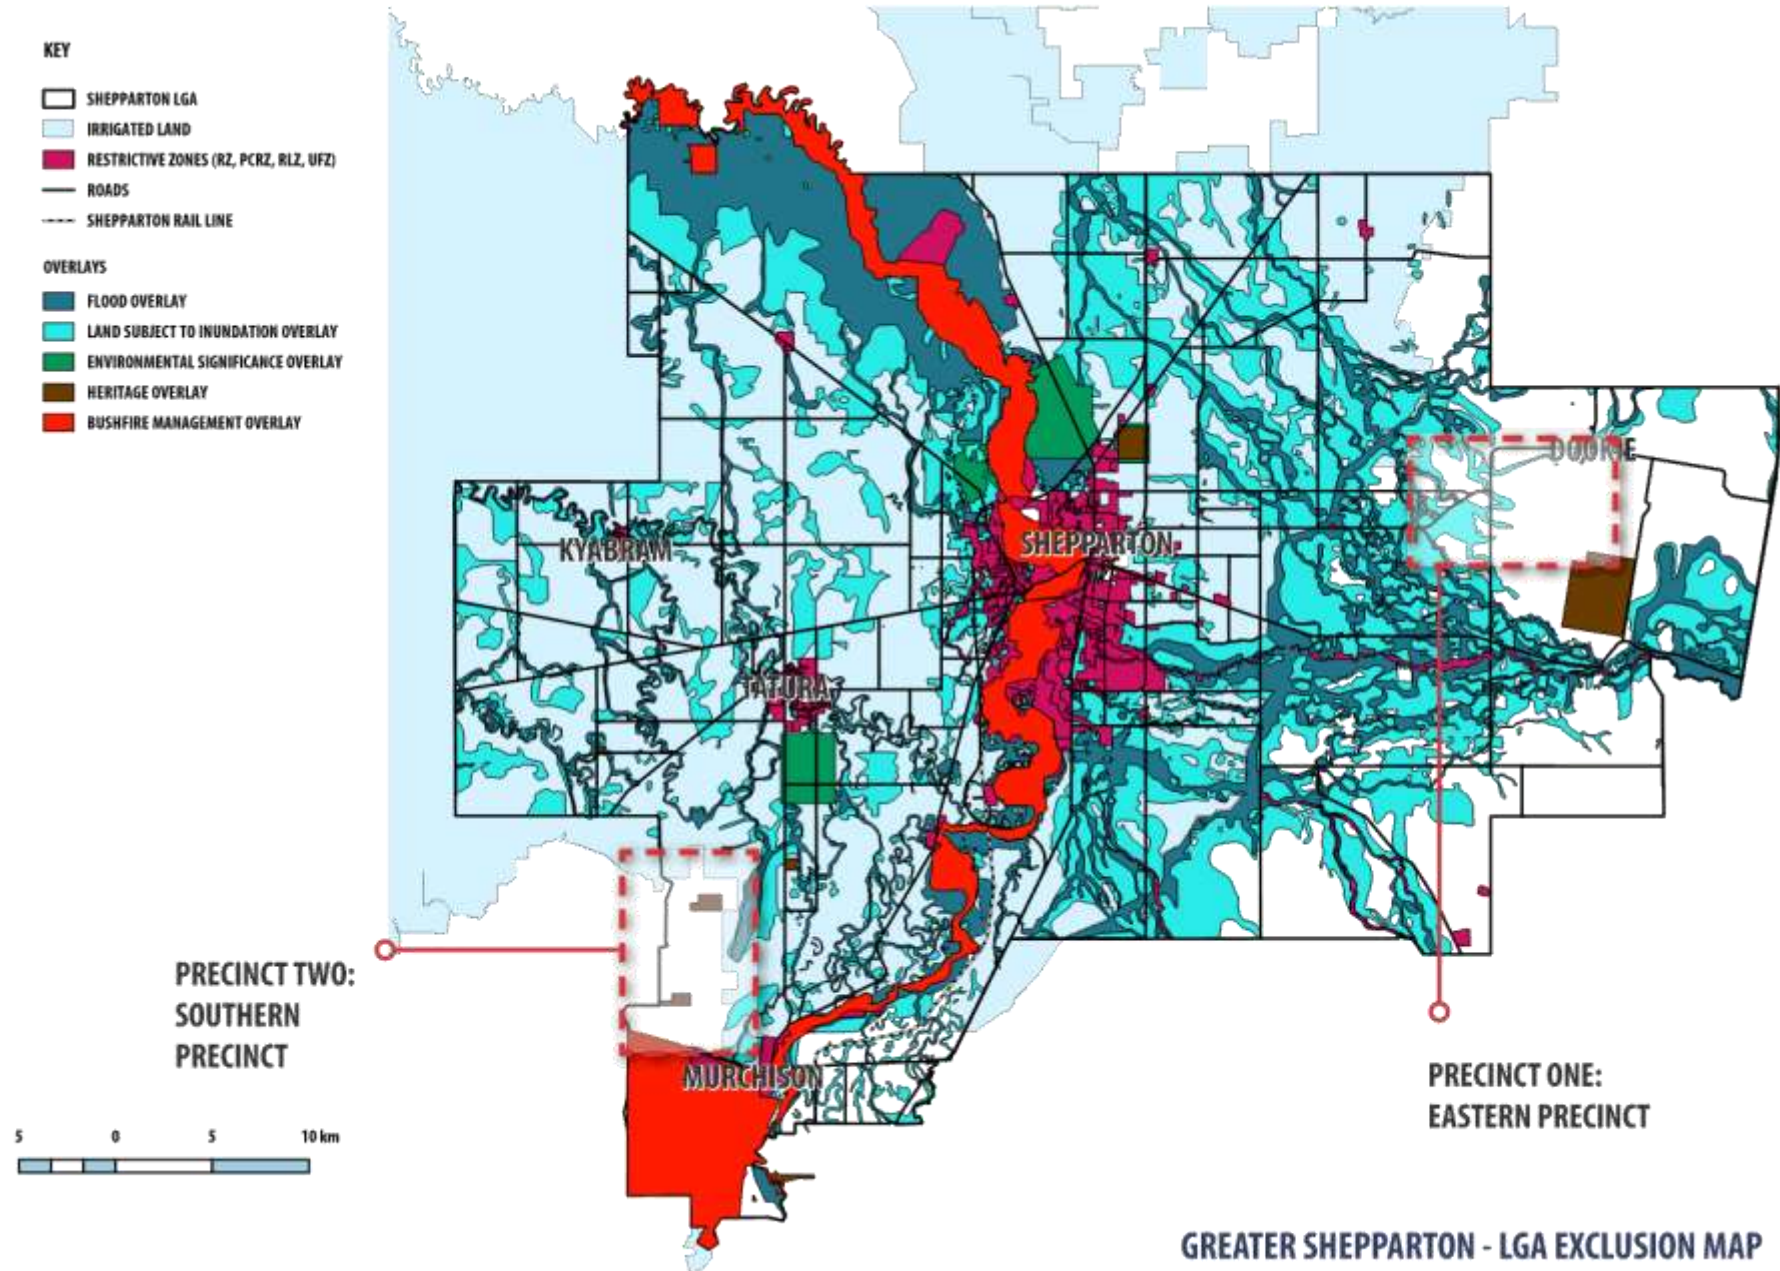 KEY
SHEPPARTON LGA
IRRIGATED LAND
RESTRICTIVE ZONES (RZ, PCRZ, RLZ, UFZ)
ROADS
SHEPPARTON RAIL LINE
OVERLAYS
FLOOD OVERLAY
LAND SUBJECT TO INUNDATION OVERLAY
ENVIRONMENTAL SIGNIFICANCE OVERLAY
HERITAGE OVERLAY
BUSHFIRE MANAGEMENT OVERLAY
DOOKIE
KYABRAM
SHEPPARTON
TATURA
MURCHISON
PRECINCT TWO:
SOUTHERN
PRECINCT
PRECINCT ONE:
EASTERN PRECINCT
5 0 5 10 km
GREATER SHEPPARTON - LGA EXCLUSION MAP